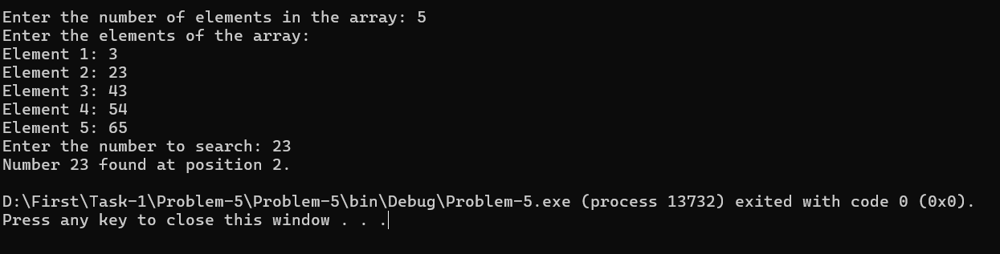 Enter the number of elements in the array: 5
Enter the elements of the array:
Element 1: 3
Element 2: 23
Element 3: 43
Element 4: 54
Element 5: 65
Enter the number to search: 23
Number 23 found at position 2.
D:\First\Task-1\Problem-5\Problem-5\bin\Debug\Problem-5.exe (process 13732) exited with code 0 (0x0).
Press any key to close this window . . .